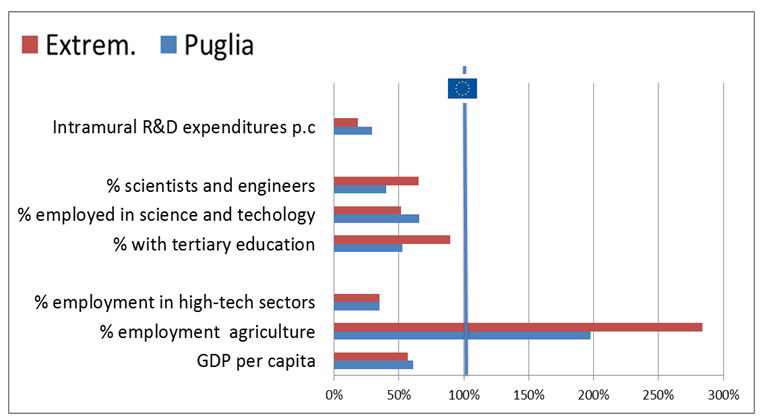 Extrem. Puglia
Intramural R&D expenditures p.c
% scientists and engineers
% employed in science and techology
% with tertiary education
% employment in high-tech sectors
% employment agriculture
GDP per capita
0% 50% 100% 150% 200% 250% 300%